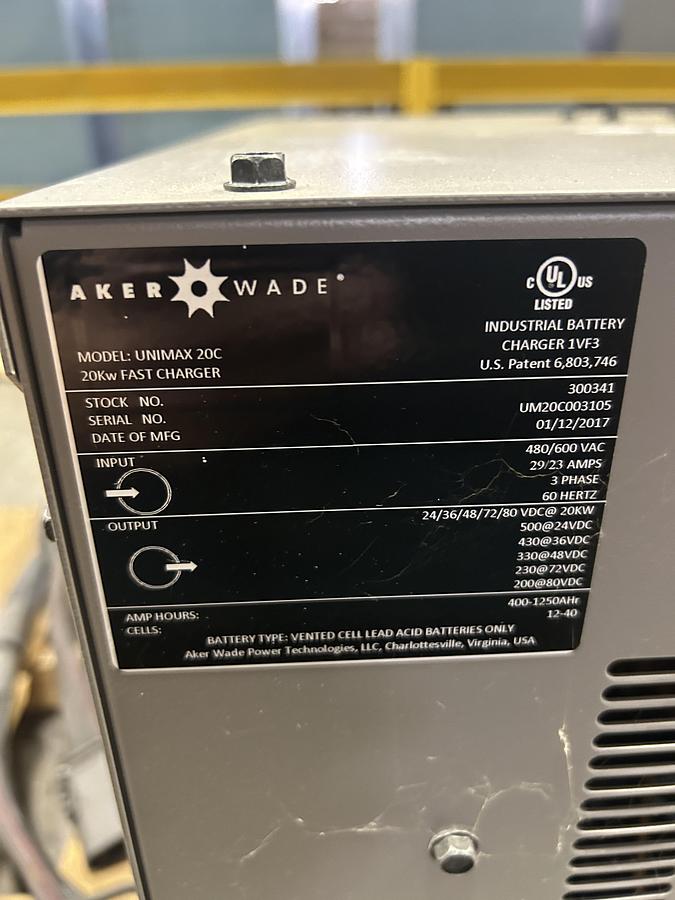 AKER WADE®
C UL US
LISTED
INDUSTRIAL BATTERY
CHARGER 1VF3
U.S. Patent 6,803,746
MODEL: UNIMAX 20C
20Kw FAST CHARGER
STOCK NO. 300341
SERIAL NO. UM20C003105
DATE OF MFG 01/12/2017
INPUT 480/600 VAC
29/23 AMPS
3 PHASE
60 HERTZ
OUTPUT 24/36/48/72/80 VDC@ 20KW
500@24VDC
430@36VDC
330@48VDC
230@72VDC
200@80VDC
AMP HOURS: 400-1250AHr
CELLS: 12-40
BATTERY TYPE: VENTED CELL LEAD ACID BATTERIES ONLY
Aker Wade Power Technologies, LLC, Charlottesville, Virginia, USA